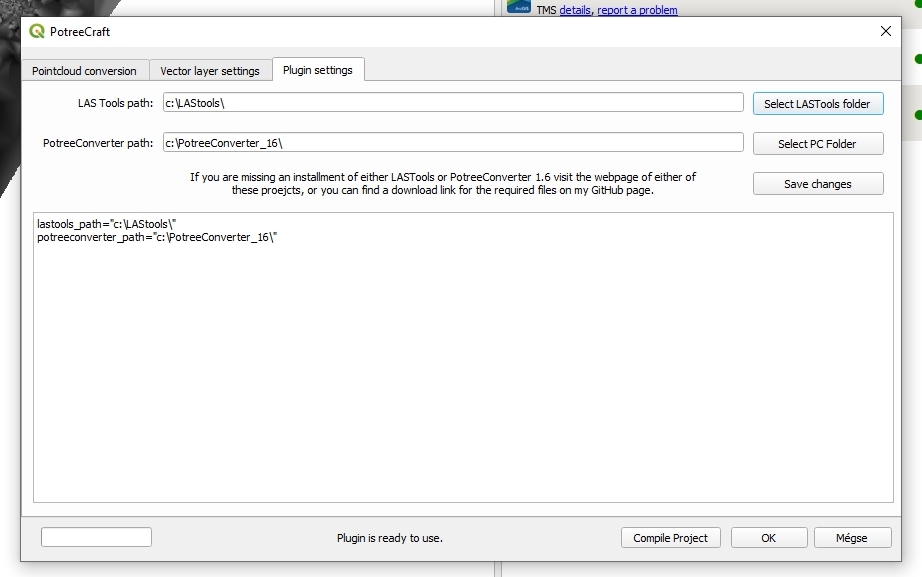 TMS details, report a problem
PotreeCraft
Pointcloud conversion
Vector layer settings
Plugin settings
LAS Tools path:
c:\LAStools\
Select LASTools folder
PotreeConverter path:
c:\PotreeConverter_16\
Select PC Folder
If you are missing an installment of either LASTools or PotreeConverter 1.6 visit the webpage of either of
these proejcts, or you can find a download link for the required files on my GitHub page.
Save changes
lastools_path="c:\LAStools\"
potreeconverter_path="c:\PotreeConverter_16\"
Plugin is ready to use.
Compile Project
OK
Mégse